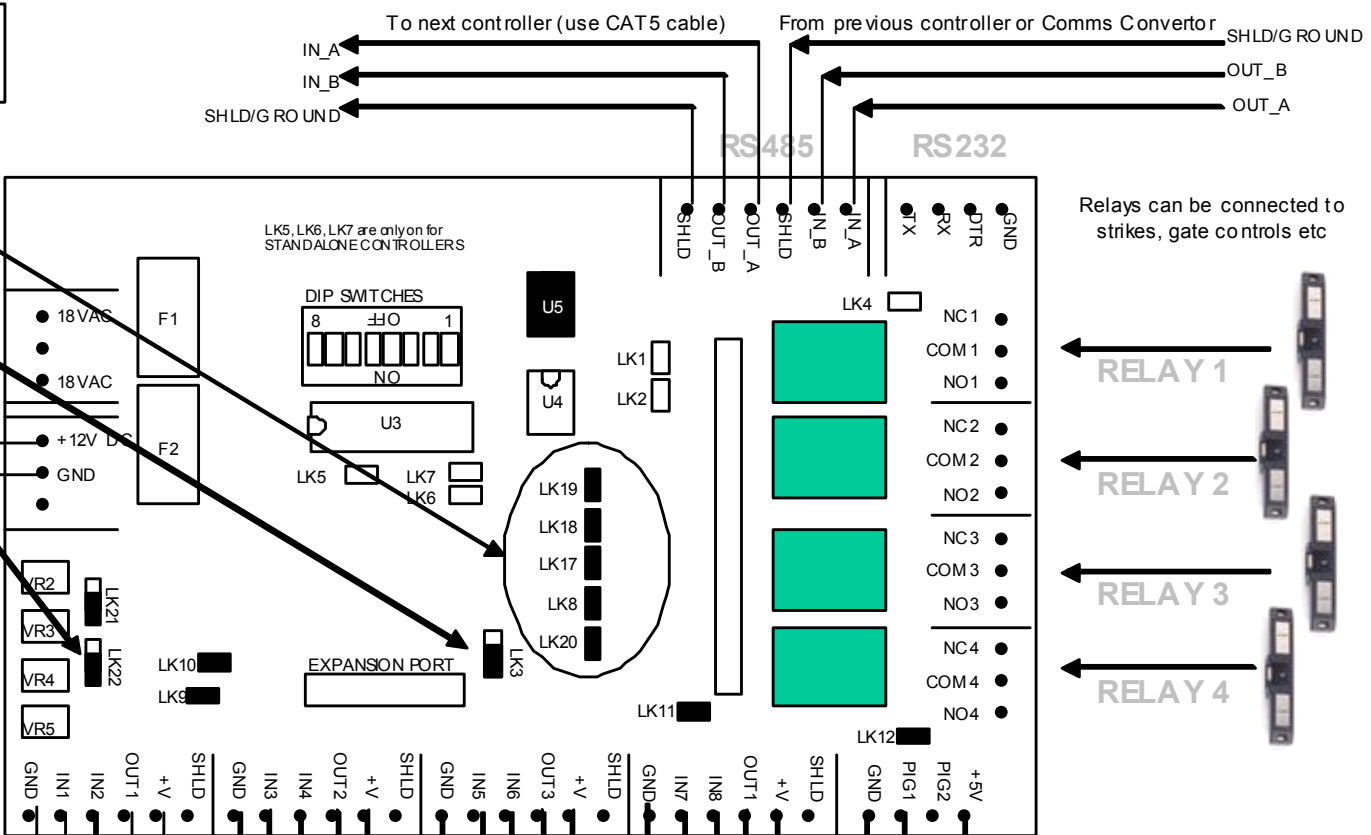 To next controller (use CAT5 cable)
From previous controller or Comms Convertor
IN_A
IN_B
SHLD/GROUND
SHLD/GROUND
OUT_B
OUT_A
RS485
RS232
SHLD
OUT_B
OUT_A
SHLD
IN_B
IN_A
TX
RX
DTR
GND
Relays can be connected to
strikes, gate controls etc
LK5, LK6, LK7 are only on for
STANDALONE CONTROLLERS
DIP SWITCHES
8 OFF 1
NO
18VAC
18VAC
+12V DC
GND
F1
F2
U5
U4
U3
LK1
LK2
LK4
LK5
LK7
LK6
LK19
LK18
LK17
LK8
LK20
LK3
NC1
COM1
NO1
RELAY 1
NC2
COM2
NO2
RELAY 2
NC3
COM3
NO3
RELAY 3
NC4
COM4
NO4
RELAY 4
VR2
VR3
VR4
VR5
LK21
LK22
LK10
LK9
EXPANSION PORT
LK11
LK12
GND
IN1
IN2
OUT1
+V
SHLD
GND
IN3
IN4
OUT2
+V
SHLD
GND
IN5
IN6
OUT3
+V
SHLD
GND
IN7
IN8
OUT1
+V
SHLD
GND
PIG1
PIG2
+5V